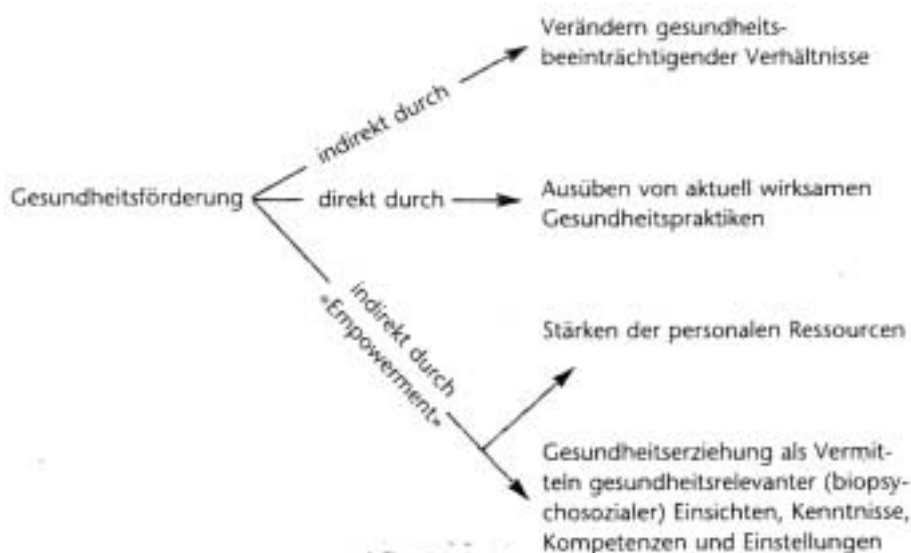 Verändern gesundheits-
beeinträchtigender Verhältnisse
indirekt durch
Gesundheitsförderung
direkt durch
Ausüben von aktuell wirksamen
Gesundheitspraktiken
indirekt durch
«Empowerment»
Stärken der personalen Ressourcen
Gesundheitserziehung als Vermit-
teln gesundheitsrelevanter (biopsy-
chosozialer) Einsichten, Kenntnisse,
Kompetenzen und Einstellungen